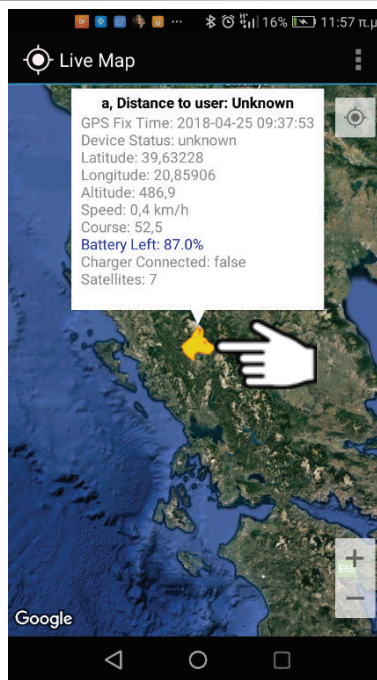 16% 11:57 π.μ
Live Map
a, Distance to user: Unknown
GPS Fix Time: 2018-04-25 09:37:53
Device Status: unknown
Latitude: 39,63228
Longitude: 20,85906
Altitude: 486,9
Speed: 0,4 km/h
Course: 52,5
Battery Left: 87.0%
Charger Connected: false
Satellites: 7
+
E65
−
Google